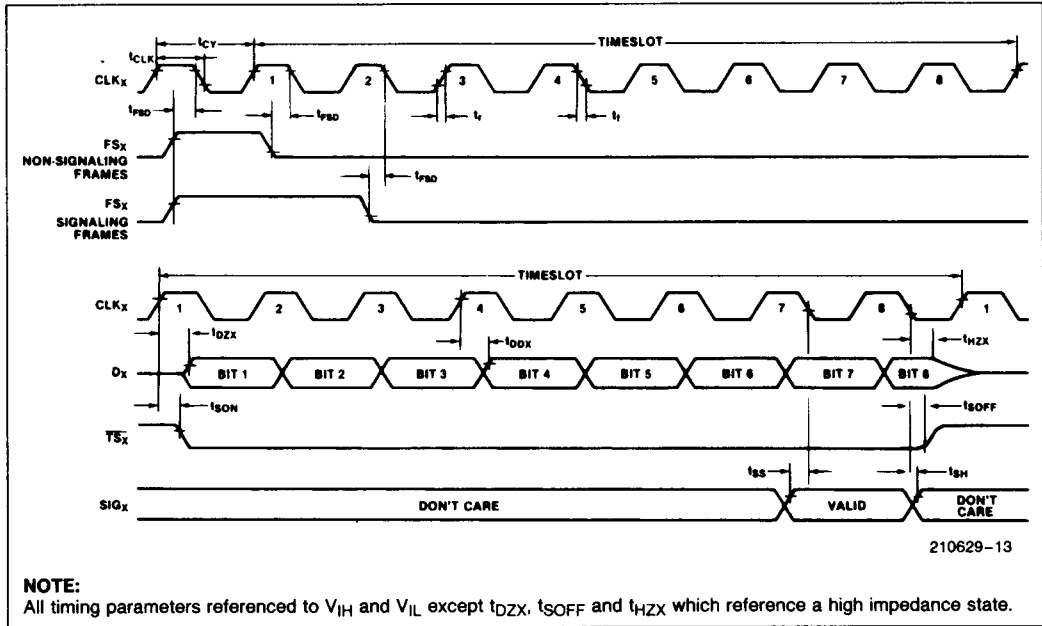 tCY
TIMESLOT
tCLK
CLKX
1 2 3 4 5 6 7 8
tFSD tFSD tr tf
FSX
NON-SIGNALING
FRAMES
tFSD
FSX
SIGNALING
FRAMES
TIMESLOT
CLKX
1 2 3 4 5 6 7 8 1
tDZX tDDX tHZX
DX
BIT 1 BIT 2 BIT 3 BIT 4 BIT 5 BIT 6 BIT 7 BIT 8
tSON tSOFF
TSX
tSS tSH
SIGX
DON'T CARE VALID DON'T
CARE
210629–13
NOTE:
All timing parameters referenced to VIH and VIL except tDZX, tSOFF and tHZX which reference a high impedance state.